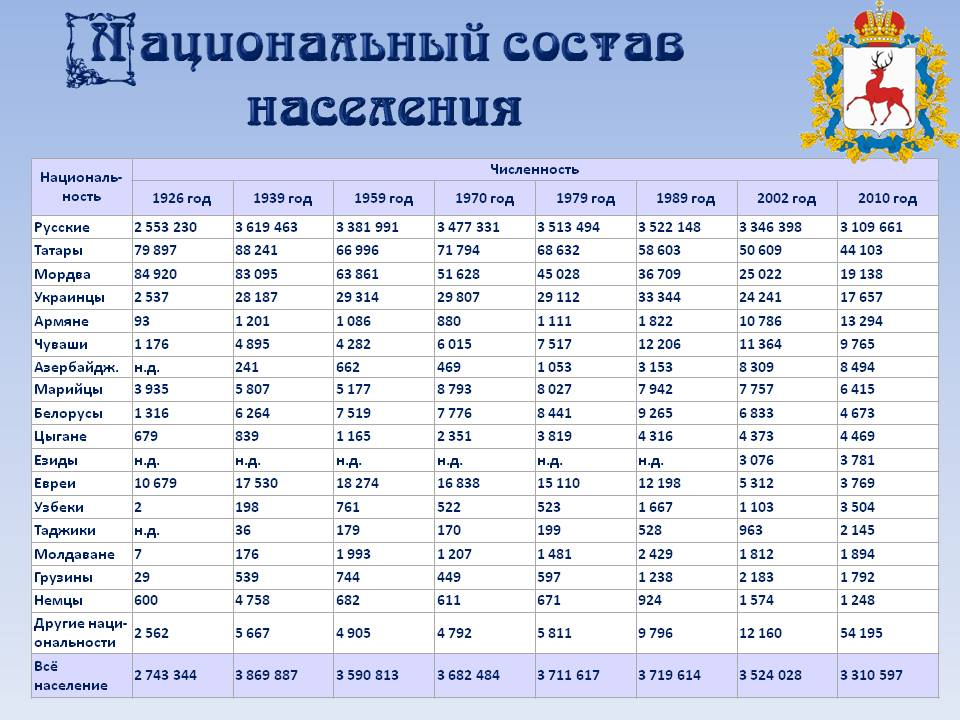 Национальный состав
населения
Националь-
ность
Численность
1926 год 1939 год 1959 год 1970 год 1979 год 1989 год 2002 год 2010 год
Русские 2 553 230 3 619 463 3 381 991 3 477 331 3 513 494 3 522 148 3 346 398 3 109 661
Татары 79 897 88 241 66 996 71 794 68 632 58 603 50 609 44 103
Мордва 84 920 83 095 63 861 51 628 45 028 36 709 25 022 19 138
Украинцы 2 537 28 187 29 314 29 807 29 112 33 344 24 241 17 657
Армяне 93 1 201 1 086 880 1 111 1 822 10 786 13 294
Чуваши 1 176 4 895 4 282 6 015 7 517 12 206 11 364 9 765
Азербайдж. н.д. 241 662 469 1 053 3 153 8 309 8 494
Марийцы 3 935 5 807 5 177 8 793 8 027 7 942 7 757 6 415
Белорусы 1 316 6 264 7 519 7 776 8 441 9 265 6 833 4 673
Цыгане 679 839 1 165 2 351 3 819 4 316 4 373 4 469
Езиды н.д. н.д. н.д. н.д. н.д. н.д. 3 076 3 781
Евреи 10 679 17 530 18 274 16 838 15 110 12 198 5 312 3 769
Узбеки 2 198 761 522 523 1 667 1 103 3 504
Таджики н.д. 36 179 170 199 528 963 2 145
Молдаване 7 176 1 993 1 207 1 481 2 429 1 812 1 894
Грузины 29 539 744 449 597 1 238 2 183 1 792
Немцы 600 4 758 682 611 671 924 1 574 1 248
Другие наци-
ональности 2 562 5 667 4 905 4 792 5 811 9 796 12 160 54 195
Всё
население 2 743 344 3 869 887 3 590 813 3 682 484 3 711 617 3 719 614 3 524 028 3 310 597